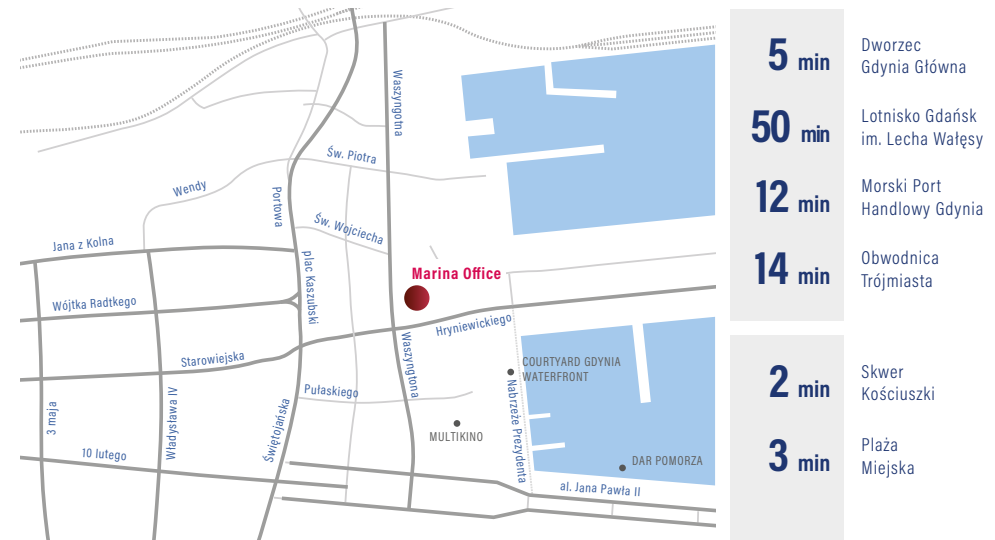 Waszyngotna
Św. Piotra
Wendy
Portowa
Św. Wojciecha
Jana z Kolna
plac Kaszubski
Marina Office
Wójtka Radtkego
Hryniewickiego
Starowiejska
Waszyngtona
COURTYARD GDYNIA
WATERFRONT
Pułaskiego
Nabrzeże Prezydenta
3 maja
Władysława IV
Świętojańska
MULTIKINO
10 lutego
DAR POMORZA
al. Jana Pawła II
5 min
Dworzec
Gdynia Główna
50 min
Lotnisko Gdańsk
im. Lecha Wałęsy
12 min
Morski Port
Handlowy Gdynia
14 min
Obwodnica
Trójmiasta
2 min
Skwer
Kościuszki
3 min
Plaża
Miejska